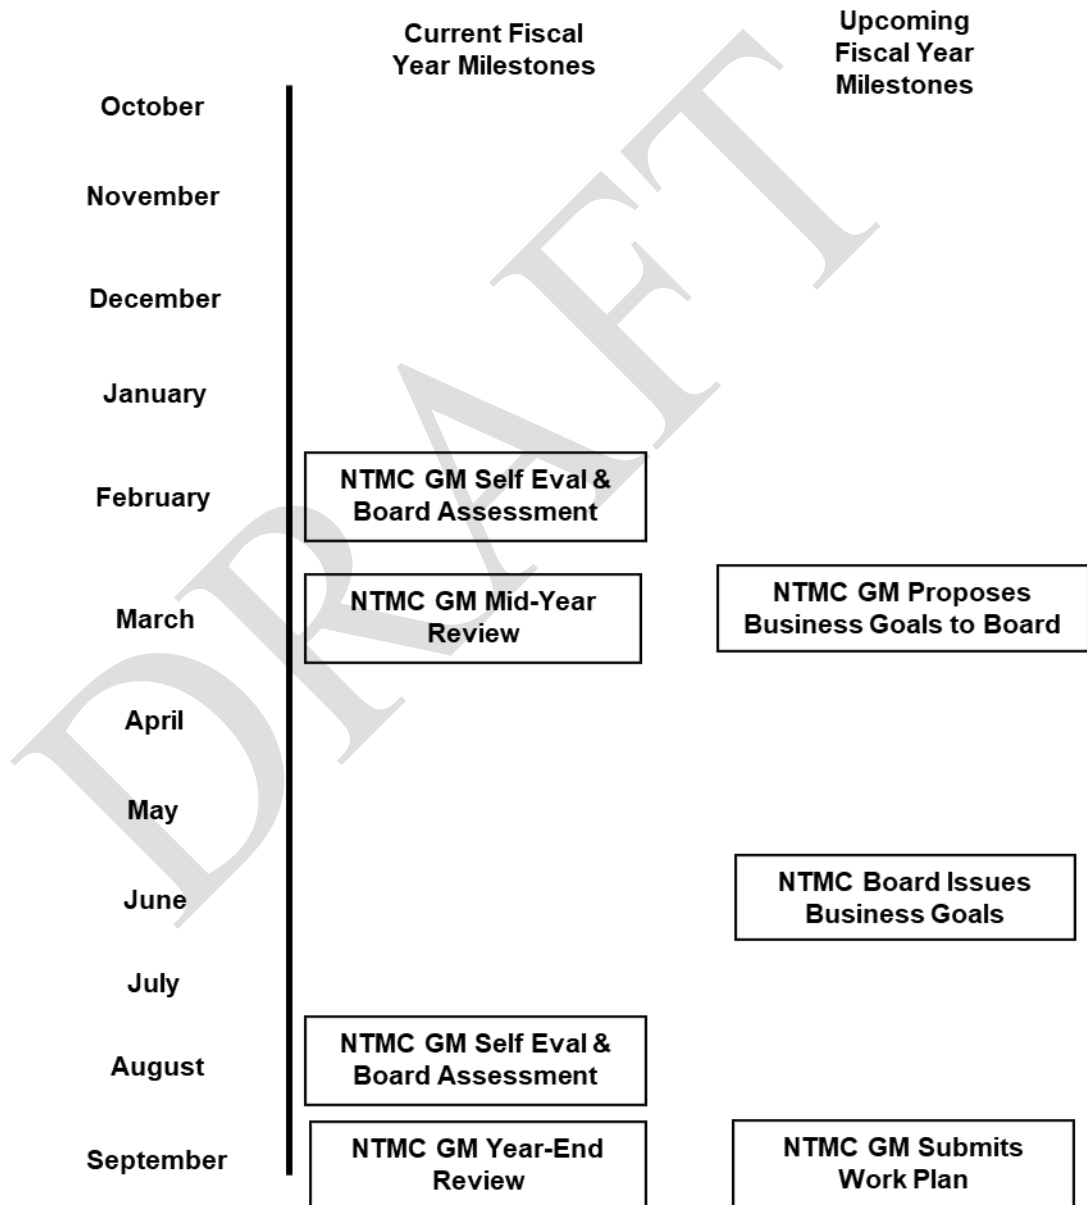 Current Fiscal
Year Milestones
Upcoming
Fiscal Year
Milestones
October
November
December
January
February
NTMC GM Self Eval &
Board Assessment
March
NTMC GM Mid-Year
Review
NTMC GM Proposes
Business Goals to Board
April
May
June
NTMC Board Issues
Business Goals
July
August
NTMC GM Self Eval &
Board Assessment
September
NTMC GM Year-End
Review
NTMC GM Submits
Work Plan
DRAFT